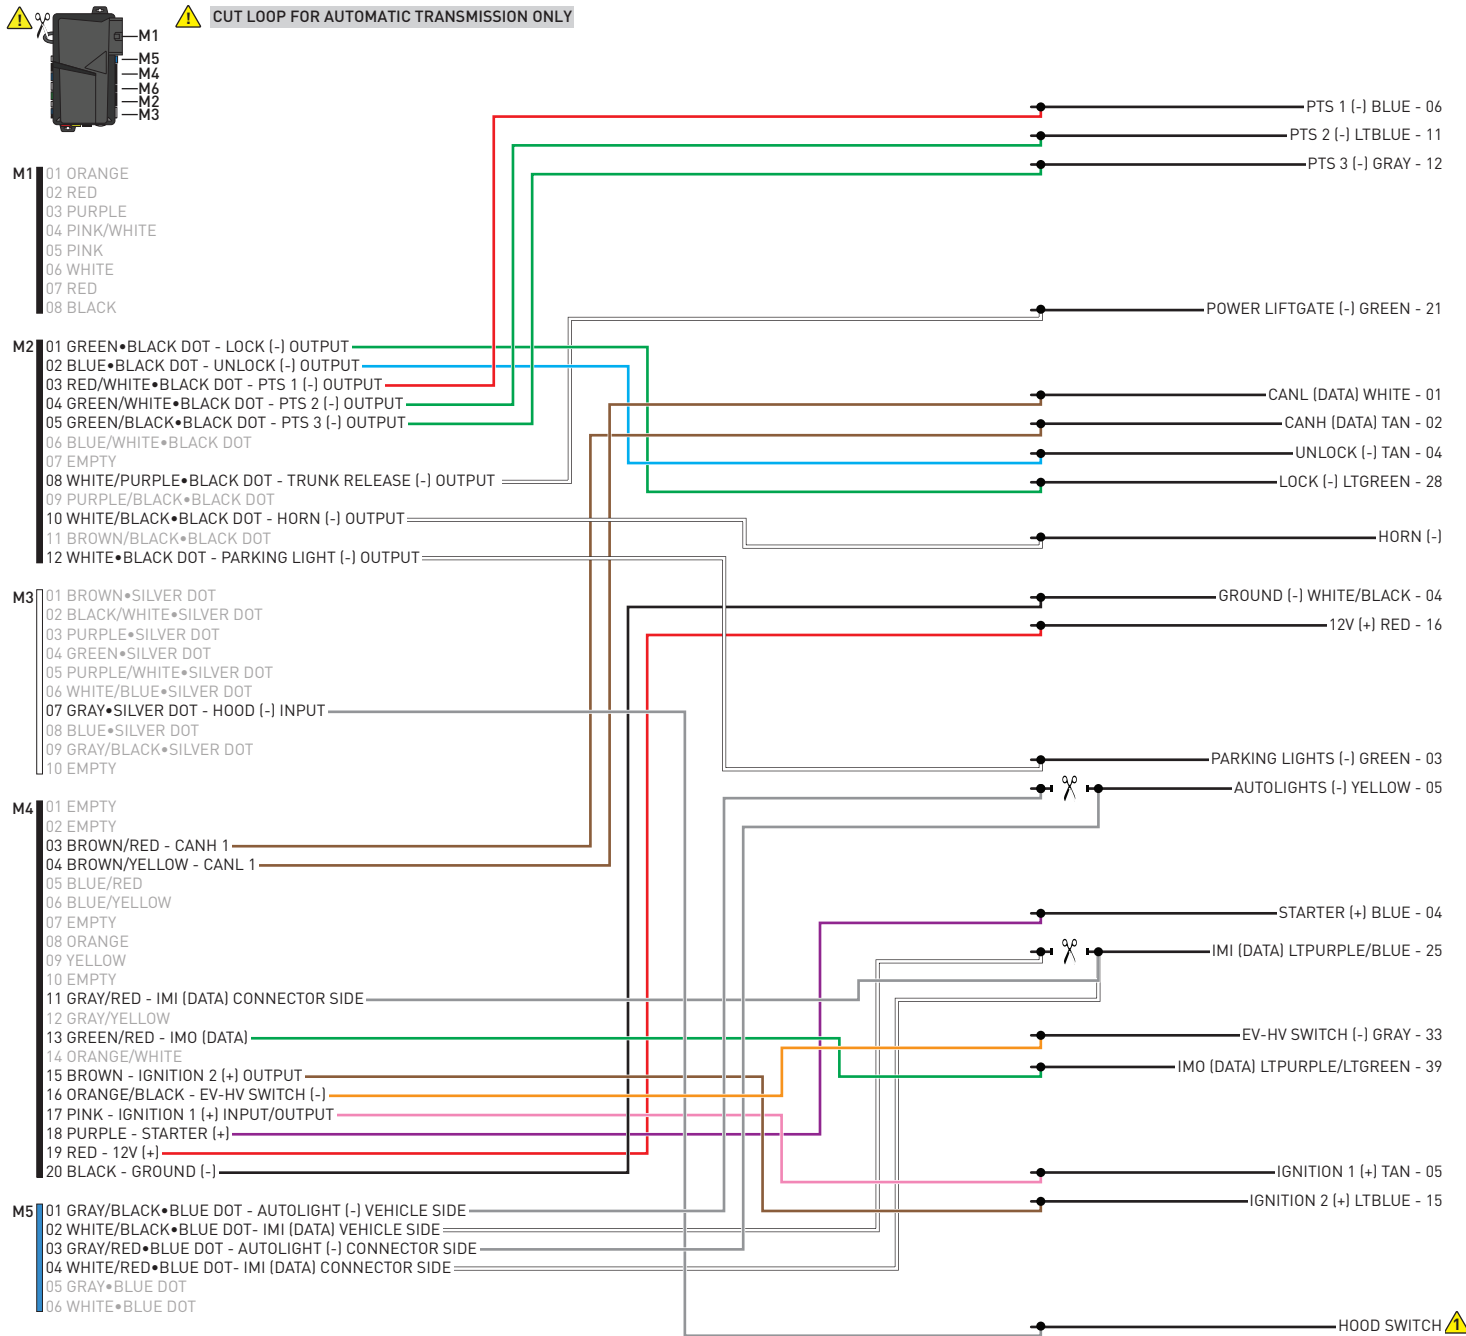 CUT LOOP FOR AUTOMATIC TRANSMISSION ONLY
M1
M5
M4
M6
M2
M3
M1
01 ORANGE
02 RED
03 PURPLE
04 PINK/WHITE
05 PINK
06 WHITE
07 RED
08 BLACK
M2
01 GREEN•BLACK DOT - LOCK (-) OUTPUT
02 BLUE•BLACK DOT - UNLOCK (-) OUTPUT
03 RED/WHITE•BLACK DOT - PTS 1 (-) OUTPUT
04 GREEN/WHITE•BLACK DOT - PTS 2 (-) OUTPUT
05 GREEN/BLACK•BLACK DOT - PTS 3 (-) OUTPUT
06 BLUE/WHITE•BLACK DOT
07 EMPTY
08 WHITE/PURPLE•BLACK DOT - TRUNK RELEASE (-) OUTPUT
09 PURPLE/BLACK•BLACK DOT
10 WHITE/BLACK•BLACK DOT - HORN (-) OUTPUT
11 BROWN/BLACK•BLACK DOT
12 WHITE•BLACK DOT - PARKING LIGHT (-) OUTPUT
M3
01 BROWN•SILVER DOT
02 BLACK/WHITE•SILVER DOT
03 PURPLE•SILVER DOT
04 GREEN•SILVER DOT
05 PURPLE/WHITE•SILVER DOT
06 WHITE/BLUE•SILVER DOT
07 GRAY•SILVER DOT - HOOD (-) INPUT
08 BLUE•SILVER DOT
09 GRAY/BLACK•SILVER DOT
10 EMPTY
M4
01 EMPTY
02 EMPTY
03 BROWN/RED - CANH 1
04 BROWN/YELLOW - CANL 1
05 BLUE/RED
06 BLUE/YELLOW
07 EMPTY
08 ORANGE
09 YELLOW
10 EMPTY
11 GRAY/RED - IMI (DATA) CONNECTOR SIDE
12 GRAY/YELLOW
13 GREEN/RED - IMO (DATA)
14 ORANGE/WHITE
15 BROWN - IGNITION 2 (+) OUTPUT
16 ORANGE/BLACK - EV-HV SWITCH (-)
17 PINK - IGNITION 1 (+) INPUT/OUTPUT
18 PURPLE - STARTER (+)
19 RED - 12V (+)
20 BLACK - GROUND (-)
M5
01 GRAY/BLACK•BLUE DOT - AUTOLIGHT (-) VEHICLE SIDE
02 WHITE/BLACK•BLUE DOT- IMI (DATA) VEHICLE SIDE
03 GRAY/RED•BLUE DOT - AUTOLIGHT (-) CONNECTOR SIDE
04 WHITE/RED•BLUE DOT- IMI (DATA) CONNECTOR SIDE
05 GRAY•BLUE DOT
06 WHITE•BLUE DOT
PTS 1 (-) BLUE - 06
PTS 2 (-) LTBLUE - 11
PTS 3 (-) GRAY - 12
POWER LIFTGATE (-) GREEN - 21
CANL (DATA) WHITE - 01
CANH (DATA) TAN - 02
UNLOCK (-) TAN - 04
LOCK (-) LTGREEN - 28
HORN (-)
GROUND (-) WHITE/BLACK - 04
12V (+) RED - 16
PARKING LIGHTS (-) GREEN - 03
AUTOLIGHTS (-) YELLOW - 05
STARTER (+) BLUE - 04
IMI (DATA) LTPURPLE/BLUE - 25
EV-HV SWITCH (-) GRAY - 33
IMO (DATA) LTPURPLE/LTGREEN - 39
IGNITION 1 (+) TAN - 05
IGNITION 2 (+) LTBLUE - 15
HOOD SWITCH 1